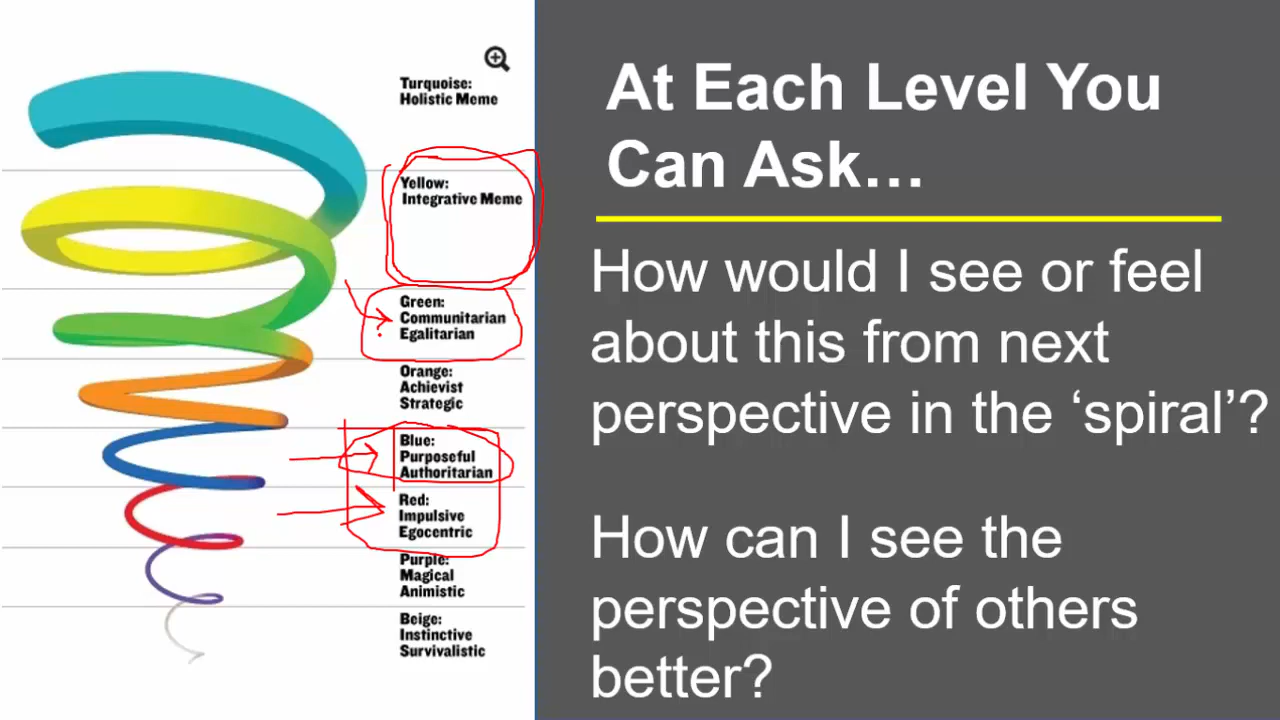 Turquoise:
Holistic Meme
Yellow:
Integrative Meme
Green:
Communitarian
Egalitarian
Orange:
Achievist
Strategic
Blue:
Purposeful
Authoritarian
Red:
Impulsive
Egocentric
Purple:
Magical
Animistic
Beige:
Instinctive
Survivalistic
At Each Level You
Can Ask…
How would I see or feel
about this from next
perspective in the ‘spiral’?
How can I see the
perspective of others
better?